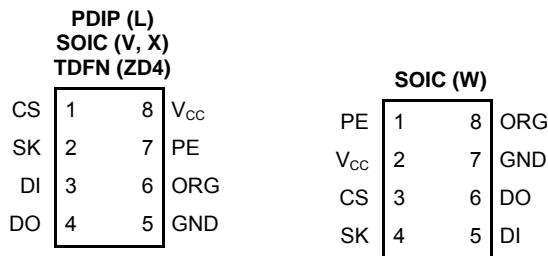 PDIP (L)
SOIC (V, X)
TDFN (ZD4)
CS 1 8 VCC
SK 2 7 PE
DI 3 6 ORG
DO 4 5 GND
SOIC (W)
PE 1 8 ORG
VCC 2 7 GND
CS 3 6 DO
SK 4 5 DI